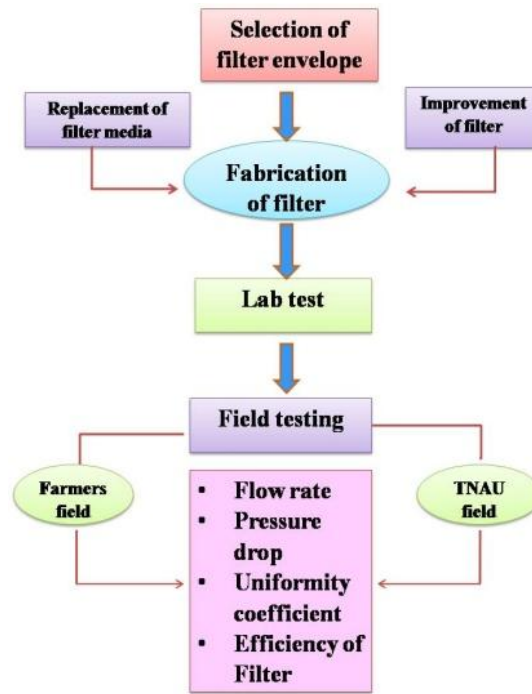 Selection of
filter envelope
Replacement of
filter media
Improvement
of filter
Fabrication
of filter
Lab test
Field testing
Farmers
field
TNAU
field
▪ Flow rate
▪ Pressure
drop
▪ Uniformity
coefficient
▪ Efficiency of
Filter